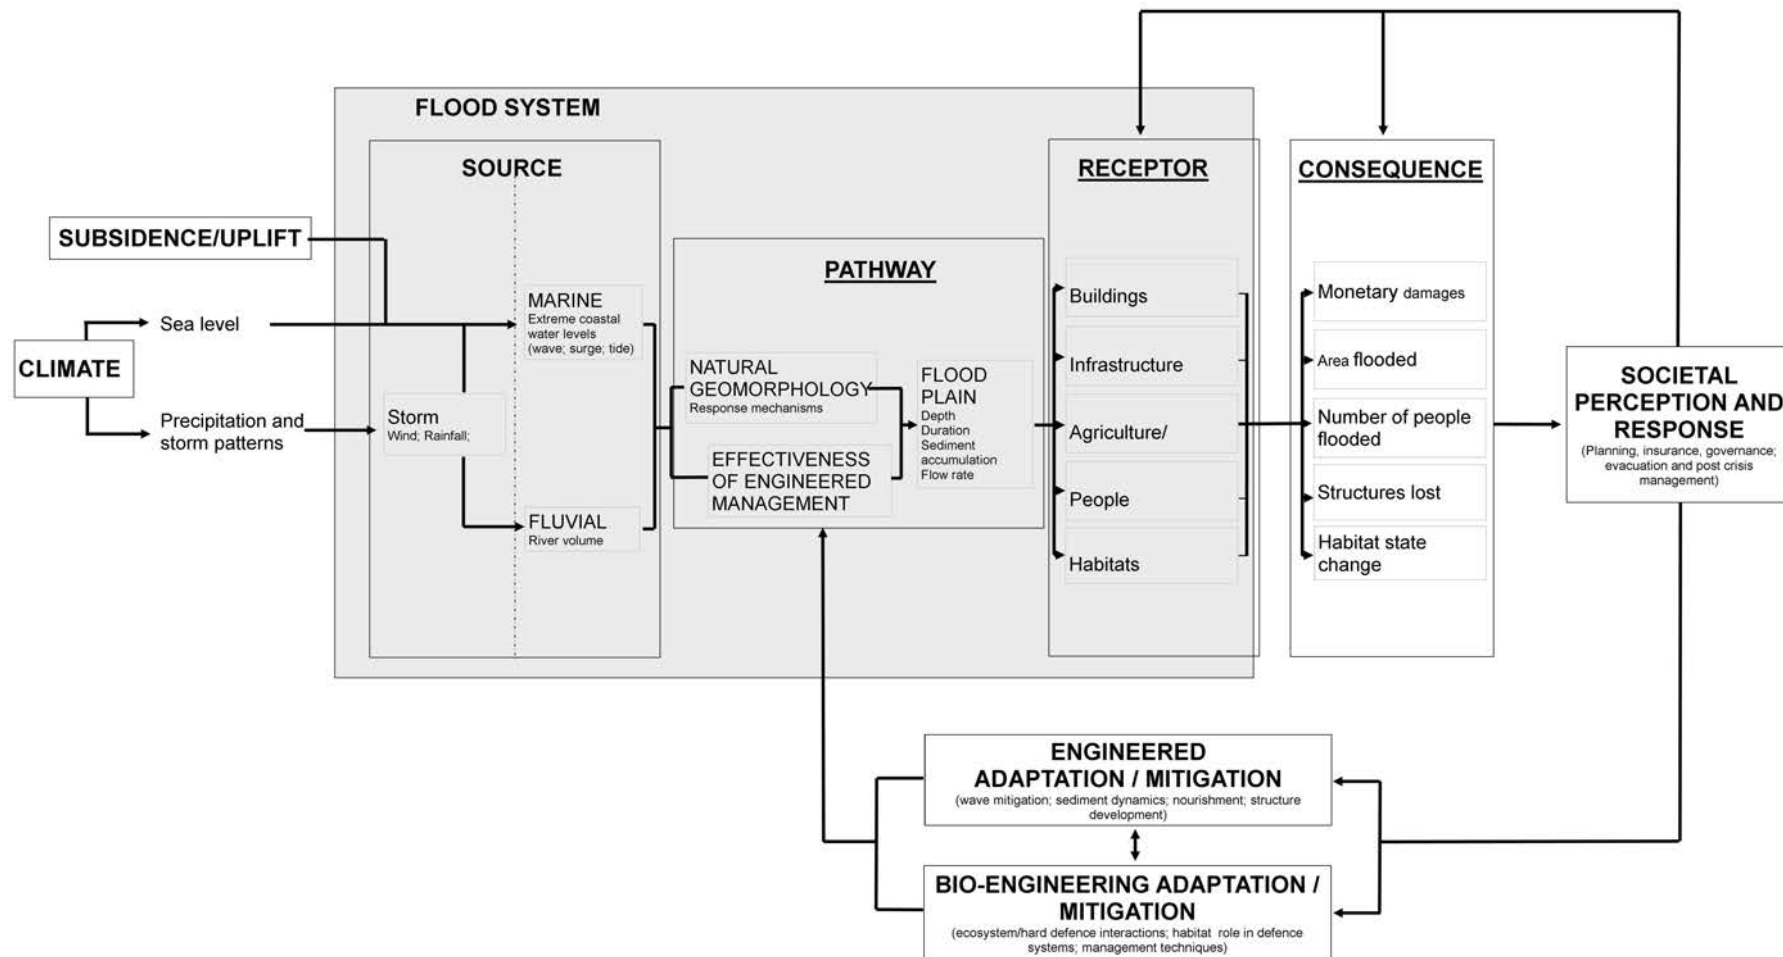 FLOOD SYSTEM
SOURCE
SUBSIDENCE/UPLIFT
CLIMATE
Sea level
Precipitation and
storm patterns
Storm
Wind; Rainfall;
MARINE
Extreme coastal
water levels
(wave; surge; tide)
FLUVIAL
River volume
PATHWAY
NATURAL
GEOMORPHOLOGY
Response mechanisms
EFFECTIVENESS
OF ENGINEERED
MANAGEMENT
FLOOD
PLAIN
Depth
Duration
Sediment
accumulation
Flow rate
RECEPTOR
Buildings
Infrastructure
Agriculture/
People
Habitats
CONSEQUENCE
Monetary damages
Area flooded
Number of people
flooded
Structures lost
Habitat state
change
SOCIETAL
PERCEPTION AND
RESPONSE
(Planning, insurance, governance;
evacuation and post crisis
management)
ENGINEERED
ADAPTATION / MITIGATION
(wave mitigation; sediment dynamics; nourishment; structure
development)
BIO-ENGINEERING ADAPTATION /
MITIGATION
(ecosystem/hard defence interactions; habitat role in defence
systems; management techniques)